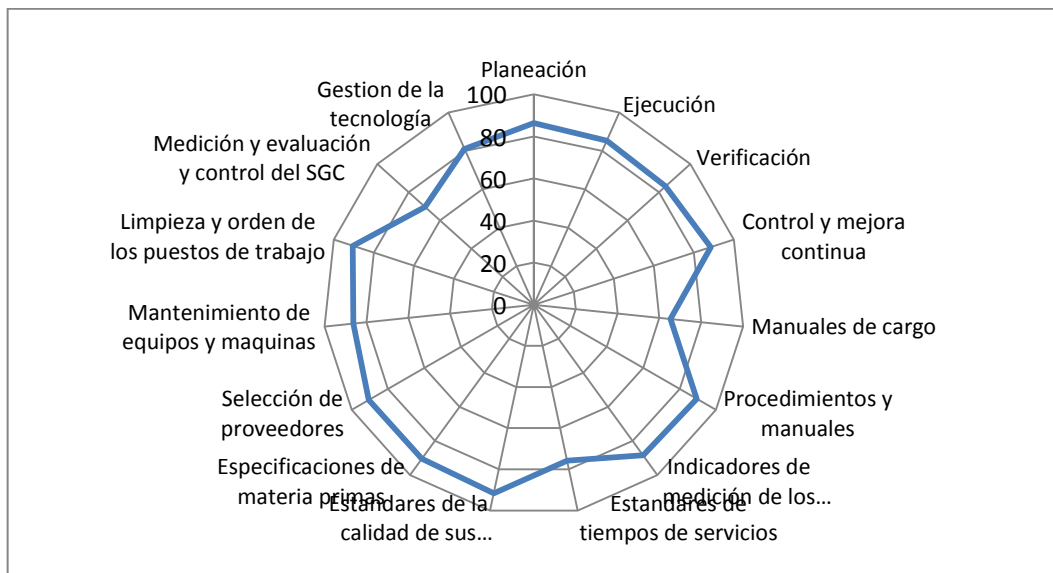 Planeación
Ejecución
Verificación
Control y mejora
continua
Manuales de cargo
Procedimientos y
manuales
Indicadores de
medición de los...
Estandares de
tiempos de servicios
Estandares de la
calidad de sus...
Especificaciones de
materia primas
Selección de
proveedores
Mantenimiento de
equipos y maquinas
Limpieza y orden de
los puestos de trabajo
Medición y evaluación
y control del SGC
Gestion de la
tecnología
100
80
60
40
20
0